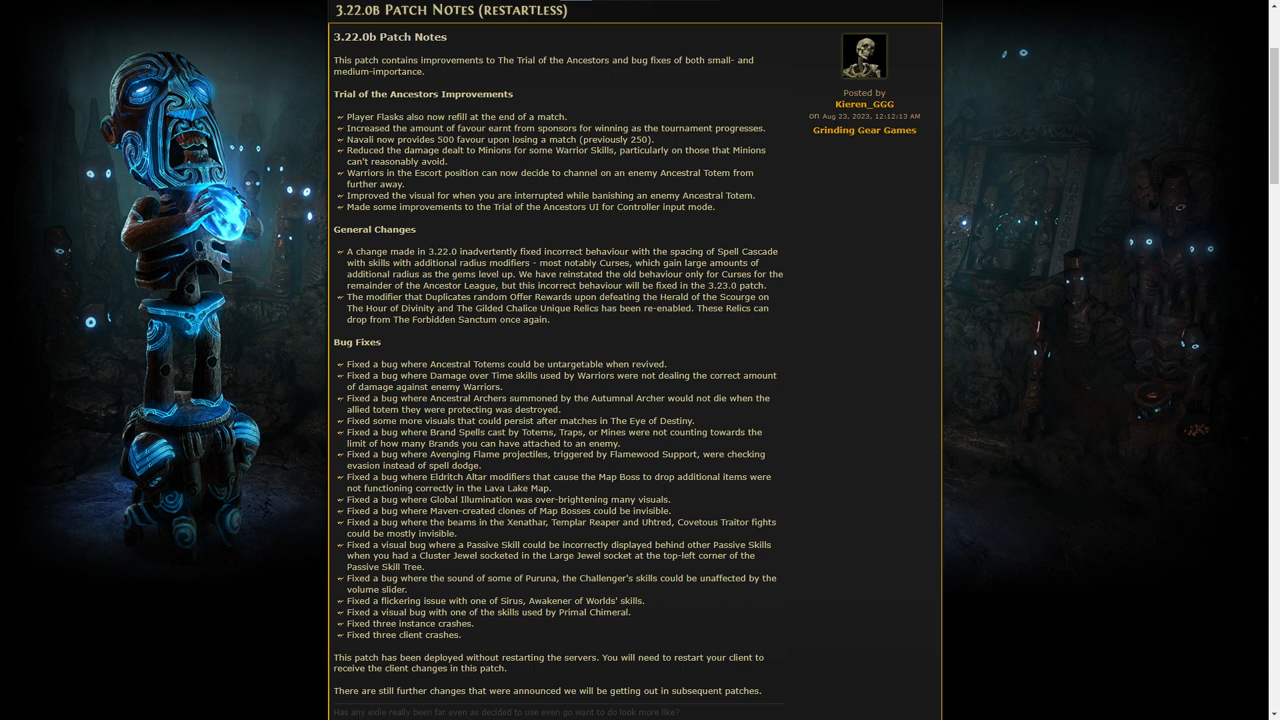 3.22.0B Patch Notes (restartless)
3.22.0b Patch Notes
This patch contains improvements to The Trial of the Ancestors and bug fixes of both small- and
medium-importance.
Trial of the Ancestors Improvements
Player Flasks also now refill at the end of a match.
Increased the amount of favour earnt from sponsors for winning as the tournament progresses.
Navali now provides 500 favour upon losing a match (previously 250).
Reduced the damage dealt to Minions for some Warrior Skills, particularly on those that Minions
can't reasonably avoid.
Warriors in the Escort position can now decide to channel on an enemy Ancestral Totem from
further away.
Improved the visual for when you are interrupted while banishing an enemy Ancestral Totem.
Made some improvements to the Trial of the Ancestors UI for Controller input mode.
General Changes
A change made in 3.22.0 inadvertently fixed incorrect behaviour with the spacing of Spell Cascade
with skills with additional radius modifiers - most notably Curses, which gain large amounts of
additional radius as the gems level up. We have reinstated the old behaviour only for Curses for the
remainder of the Ancestor League, but this incorrect behaviour will be fixed in the 3.23.0 patch.
The modifier that Duplicates random Offer Rewards upon defeating the Herald of the Scourge on
The Hour of Divinity and The Gilded Chalice Unique Relics has been re-enabled. These Relics can
drop from The Forbidden Sanctum once again.
Bug Fixes
Fixed a bug where Ancestral Totems could be untargetable when revived.
Fixed a bug where Damage over Time skills used by Warriors were not dealing the correct amount
of damage against enemy Warriors.
Fixed a bug where Ancestral Archers summoned by the Autumnal Archer would not die when the
allied totem they were protecting was destroyed.
Fixed some more visuals that could persist after matches in The Eye of Destiny.
Fixed a bug where Brand Spells cast by Totems, Traps, or Mines were not counting towards the
limit of how many Brands you can have attached to an enemy.
Fixed a bug where Avenging Flame projectiles, triggered by Flamewood Support, were checking
evasion instead of spell dodge.
Fixed a bug where Eldritch Altar modifiers that cause the Map Boss to drop additional items were
not functioning correctly in the Lava Lake Map.
Fixed a bug where Global Illumination was over-brightening many visuals.
Fixed a bug where Maven-created clones of Map Bosses could be invisible.
Fixed a bug where the beams in the Xenathar, Templar Reaper and Uhtred, Covetous Traitor fights
could be mostly invisible.
Fixed a visual bug where a Passive Skill could be incorrectly displayed behind other Passive Skills
when you had a Cluster Jewel socketed in the Large Jewel socket at the top-left corner of the
Passive Skill Tree.
Fixed a bug where the sound of some of Puruna, the Challenger's skills could be unaffected by the
volume slider.
Fixed a flickering issue with one of Sirus, Awakener of Worlds' skills.
Fixed a visual bug with one of the skills used by Primal Chimeral.
Fixed three instance crashes.
Fixed three client crashes.
This patch has been deployed without restarting the servers. You will need to restart your client to
receive the client changes in this patch.
There are still further changes that were announced we will be getting out in subsequent patches.
Has any exile really been far even as decided to use even go want to do look more like?
Posted by
Kieren_GGG
on Aug 23, 2023, 12:12:13 AM
Grinding Gear Games